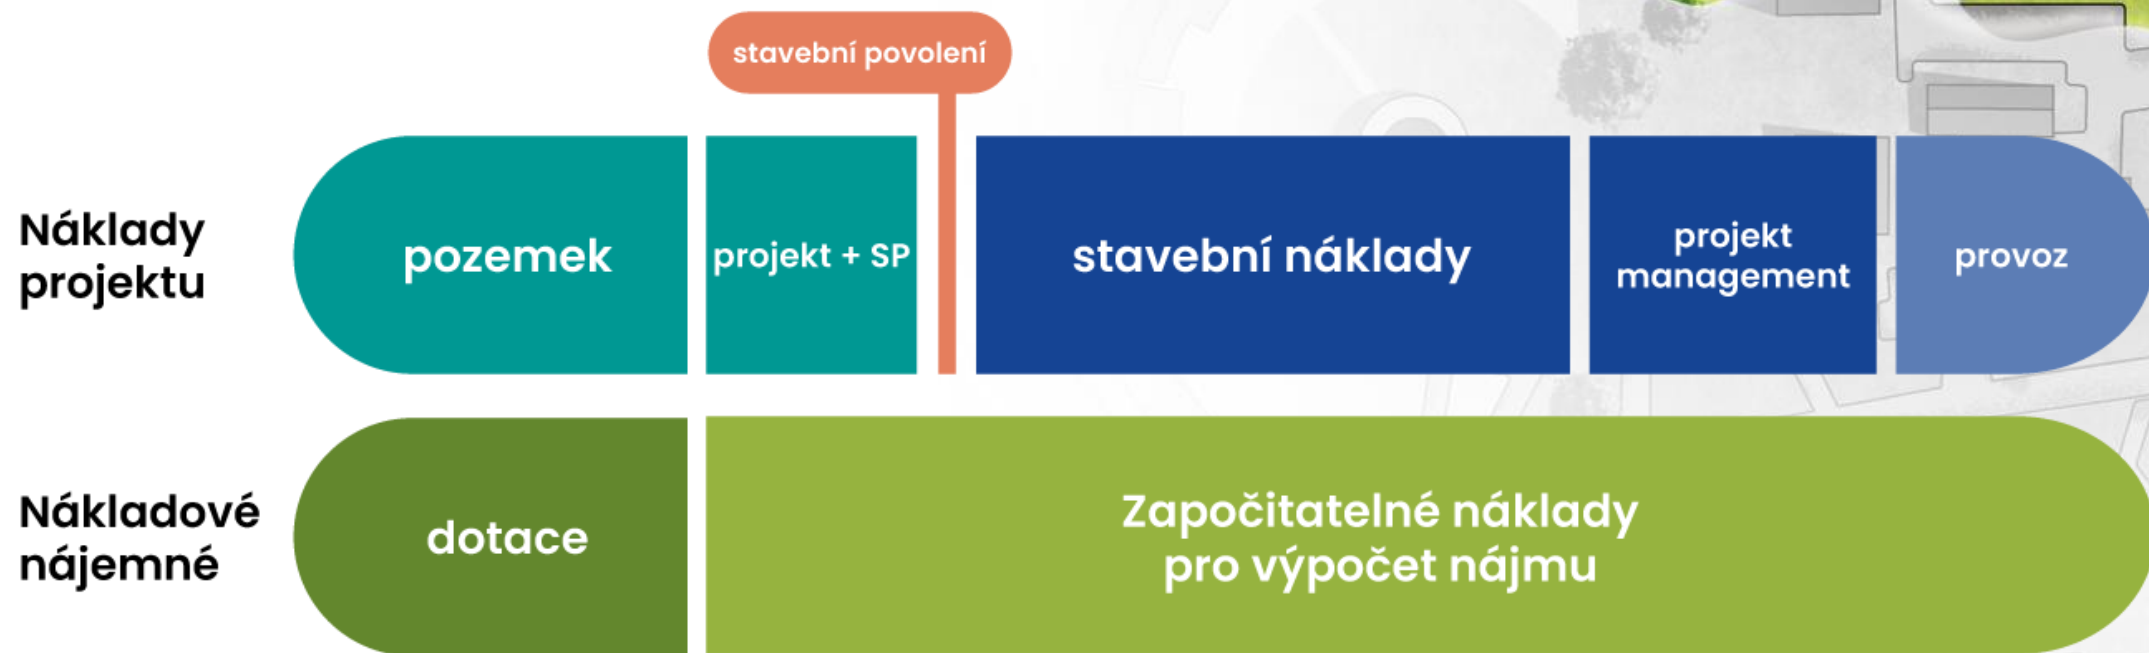 stavební povolení
Náklady
projektu
pozemek
projekt + SP
stavební náklady
projekt
management
provoz
Nákladové
nájemné
dotace
Započitatelné náklady
pro výpočet nájmu